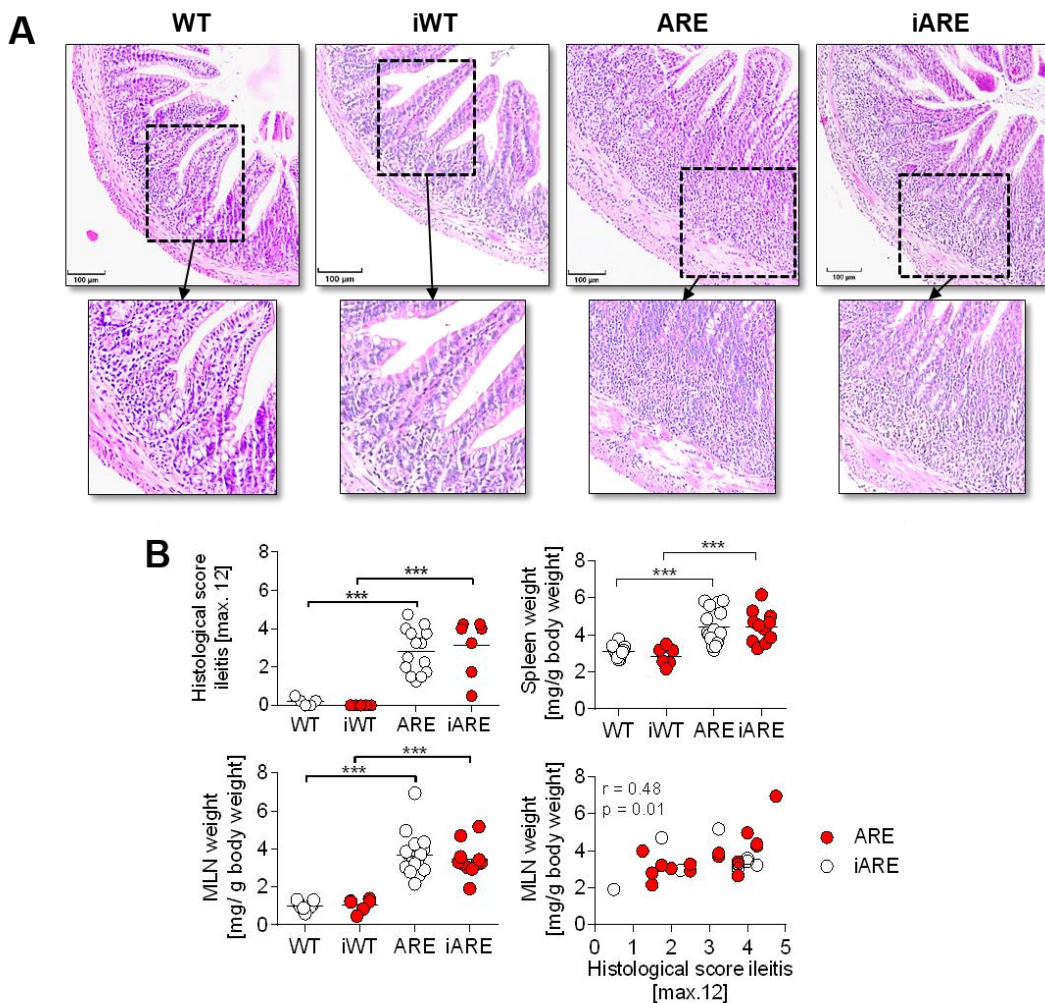 A
WT iWT ARE iARE
100 µm 100 µm 100 µm 100 µm
B
Histological score
ileitis [max. 12]
8
6
4
2
0
*** ***
WT iWT ARE iARE
Spleen weight
[mg/g body weight]
8
6
4
2
0
*** ***
WT iWT ARE iARE
MLN weight
[mg/ g body weight]
8
6
4
2
0
*** ***
WT iWT ARE iARE
MLN weight
[mg/ g body weight]
8
6
4
2
0
r = 0.48
p = 0.01
0 1 2 3 4 5
Histological score ileitis
[max.12]
ARE
iARE